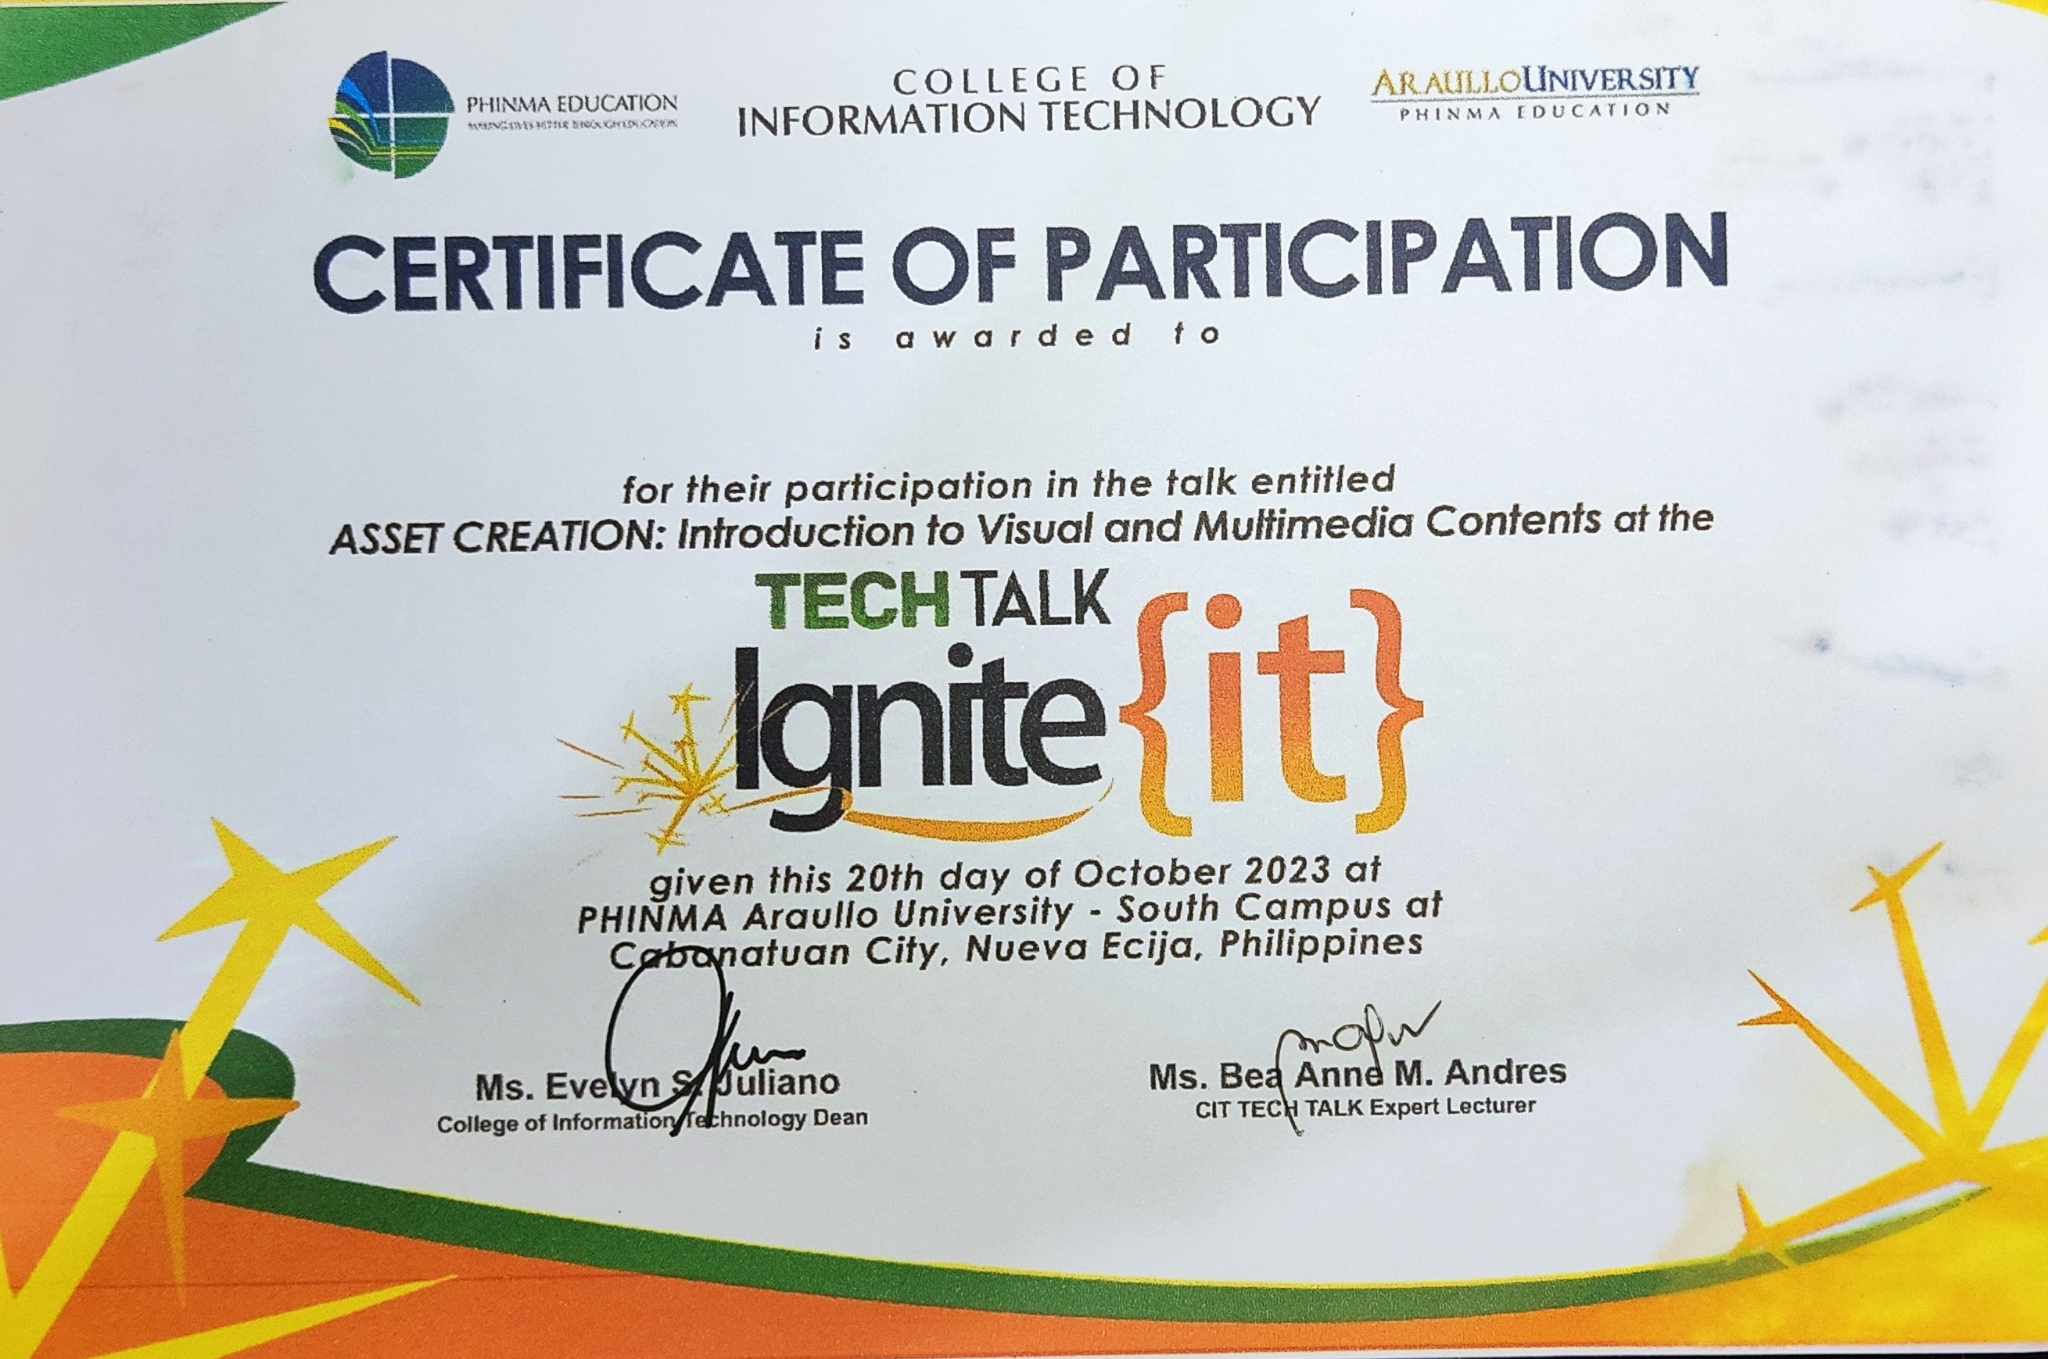 PHINMA EDUCATION
MAKING LIVES BETTER THROUGH EDUCATION
COLLEGE OF
INFORMATION TECHNOLOGY
ARAULLO UNIVERSITY
PHINMA EDUCATION
CERTIFICATE OF PARTICIPATION
is awarded to
for their participation in the talk entitled
ASSET CREATION: Introduction to Visual and Multimedia Contents at the
TECH TALK
Ignite {it}
given this 20th day of October 2023 at
PHINMA Araullo University - South Campus at
Cabanatuan City, Nueva Ecija, Philippines
Ms. Evelyn S. Juliano
College of Information Technology Dean
Ms. Bea Anne M. Andres
CIT TECH TALK Expert Lecturer